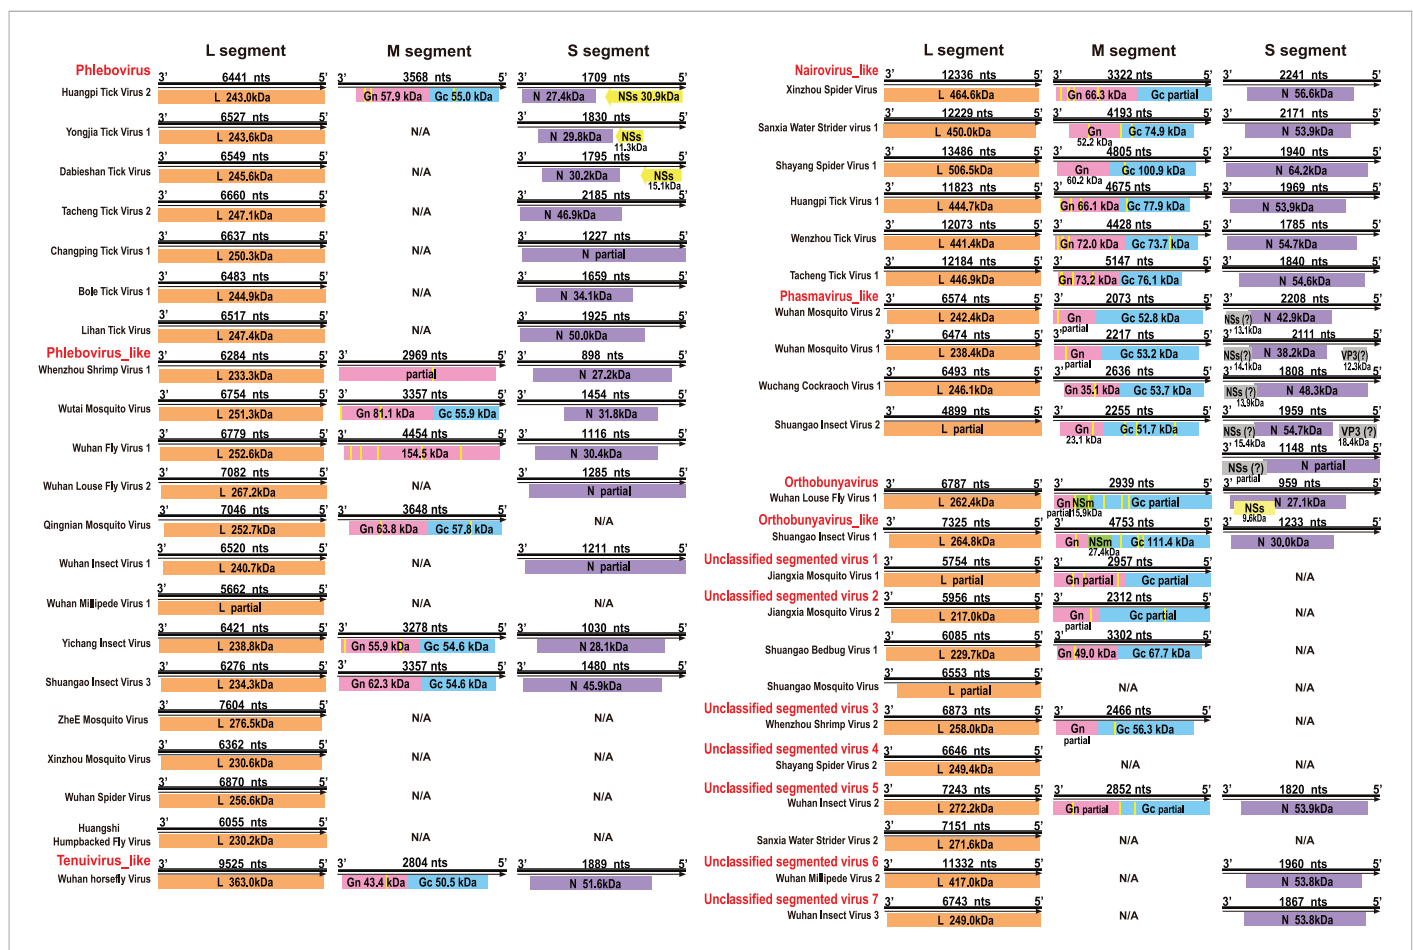 L segment M segment S segment
Phlebovirus
3’ 6441 nts 5’ 3’ 3568 nts 5’ 3’ 1709 nts 5’
Huangpi Tick Virus 2 L 243.0kDa Gn 57.9 kDa Gc 55.0 kDa N 27.4kDa NSs 30.9kDa
3’ 6527 nts 5’ 3’ 1830 nts 5’
Yongjia Tick Virus 1 L 243.6kDa N/A N 29.8kDa NSs
11.3kDa
3’ 6549 nts 5’ 3’ 1795 nts 5’
Dabieshan Tick Virus L 245.6kDa N/A N 30.2kDa NSs
15.1kDa
3’ 6660 nts 5’ 3’ 2185 nts 5’
Tacheng Tick Virus 2 L 247.1kDa N/A N 46.9kDa
3’ 6637 nts 5’ 3’ 1227 nts 5’
Changping Tick Virus 1 L 250.3kDa N/A N partial
3’ 6483 nts 5’ 3’ 1659 nts 5’
Bole Tick Virus 1 L 244.9kDa N/A N 34.1kDa
3’ 6517 nts 5’ 3’ 1925 nts 5’
Lihan Tick Virus L 247.4kDa N/A N 50.0kDa
Phlebovirus_like
3’ 6284 nts 5’ 3’ 2969 nts 5’ 3’ 898 nts 5’
Whenzhou Shrimp Virus 1 L 233.3kDa partial N 27.2kDa
3’ 6754 nts 5’ 3’ 3357 nts 5’ 3’ 1454 nts 5’
Wutai Mosquito Virus L 251.3kDa Gn 81.1 kDa Gc 55.9 kDa N 31.8kDa
3’ 6779 nts 5’ 3’ 4454 nts 5’ 3’ 1116 nts 5’
Wuhan Fly Virus 1 L 252.6kDa 154.5 kDa N 30.4kDa
3’ 7082 nts 5’ 3’ 1285 nts 5’
Wuhan Louse Fly Virus 2 L 267.2kDa N/A N partial
3’ 7046 nts 5’ 3’ 3648 nts 5’
Qingnian Mosquito Virus L 252.7kDa Gn 63.8 kDa Gc 57.8 kDa N/A
3’ 6520 nts 5’ 3’ 1211 nts 5’
Wuhan Insect Virus 1 L 240.7kDa N/A N partial
3’ 5662 nts 5’
Wuhan Millipede Virus 1 L partial N/A N/A
3’ 6421 nts 5’ 3’ 3278 nts 5’ 3’ 1030 nts 5’
Yichang Insect Virus L 238.8kDa Gn 55.9 kDa Gc 54.6 kDa N 28.1kDa
3’ 6276 nts 5’ 3’ 3357 nts 5’ 3’ 1480 nts 5’
Shuangao Insect Virus 3 L 234.3kDa Gn 62.3 kDa Gc 54.6 kDa N 45.9kDa
3’ 7604 nts 5’
ZheE Mosquito Virus L 276.5kDa N/A N/A
3’ 6362 nts 5’
Xinzhou Mosquito Virus L 230.6kDa N/A N/A
3’ 6870 nts 5’
Wuhan Spider Virus L 256.6kDa N/A N/A
3’ 6055 nts 5’
Huangshi
Humpbacked Fly Virus L 230.2kDa N/A N/A
Tenuivirus_like
3’ 9525 nts 5’ 3’ 2804 nts 5’ 3’ 1889 nts 5’
Wuhan horsefly Virus L 363.0kDa Gn 43.4 kDa Gc 50.5 kDa N 51.6kDa
L segment M segment S segment
Nairovirus_like
3’ 12336 nts 5’ 3’ 3322 nts 5’ 3’ 2241 nts 5’
Xinzhou Spider Virus L 464.6kDa Gn 66.3 kDa Gc partial N 56.6kDa
3’ 12229 nts 5’ 3’ 4193 nts 5’ 3’ 2171 nts 5’
Sanxia Water Strider virus 1 L 450.0kDa Gn Gc 74.9 kDa N 53.9kDa
52.2 kDa
3’ 13486 nts 5’ 3’ 4805 nts 5’ 3’ 1940 nts 5’
Shayang Spider Virus 1 L 506.5kDa Gn Gc 100.9 kDa N 64.2kDa
60.2 kDa
3’ 11823 nts 5’ 3’ 4675 nts 5’ 3’ 1969 nts 5’
Huangpi Tick Virus 1 L 444.7kDa Gn 66.1 kDa Gc 77.9 kDa N 53.9kDa
3’ 12073 nts 5’ 3’ 4428 nts 5’ 3’ 1785 nts 5’
Wenzhou Tick Virus L 441.4kDa Gn 72.0 kDa Gc 73.7 kDa N 54.7kDa
3’ 12184 nts 5’ 3’ 5147 nts 5’ 3’ 1840 nts 5’
Tacheng Tick Virus 1 L 446.9kDa Gn 73.2 kDa Gc 76.1 kDa N 54.6kDa
Phasmavirus_like
3’ 6574 nts 5’ 3’ 2073 nts 5’ 3’ 2208 nts 5’
Wuhan Mosquito Virus 2 L 242.4kDa Gn Gc 52.8 kDa NSs (?) N 42.9kDa
partial 13.1kDa
3’ 6474 nts 5’ 3’ 2217 nts 5’ 3’ 2111 nts 5’
Wuhan Mosquito Virus 1 L 238.4kDa Gn Gc 53.2 kDa NSs(?) N 38.2kDa VP3(?)
partial 14.1kDa 12.3kDa
3’ 6493 nts 5’ 3’ 2636 nts 5’ 3’ 1808 nts 5’
Wuchang Cockraoch Virus 1 L 246.1kDa Gn 35.1 kDa Gc 53.7 kDa NSs (?) N 48.3kDa
13.9kDa
3’ 4899 nts 5’ 3’ 2255 nts 5’ 3’ 1959 nts 5’
Shuangao Insect Virus 2 L partial Gn Gc 51.7 kDa NSs (?) N 54.7kDa VP3 (?)
23.1 kDa 15.4kDa 18.4kDa
3’ 1148 nts 5’
NSs (?) N partial
partial
Orthobunyavirus
3’ 6787 nts 5’ 3’ 2939 nts 5’ 3’ 959 nts 5’
Wuhan Louse Fly Virus 1 L 262.4kDa Gn NSm Gc partial N 27.1kDa
partial 15.9kDa NSs
9.6kDa
Orthobunyavirus_like
3’ 7325 nts 5’ 3’ 4753 nts 5’ 3’ 1233 nts 5’
Shuangao Insect Virus 1 L 264.8kDa Gn NSm Gc 111.4 kDa N 30.0kDa
27.4kDa
Unclassified segmented virus 1
3’ 5754 nts 5’ 3’ 2957 nts 5’
Jiangxia Mosquito Virus 1 L partial Gn partial Gc partial N/A
Unclassified segmented virus 2
3’ 5956 nts 5’ 3’ 2312 nts 5’
Jiangxia Mosquito Virus 2 L 217.0kDa Gn Gc partial N/A
partial
3’ 6085 nts 5’ 3’ 3302 nts 5’
Shuangao Bedbug Virus 1 L 229.7kDa Gn 49.0 kDa Gc 67.7 kDa N/A
3’ 6553 nts 5’
Shuangao Mosquito Virus L partial N/A N/A
Unclassified segmented virus 3
3’ 6873 nts 5’ 3’ 2466 nts 5’
Whenzhou Shrimp Virus 2 L 258.0kDa Gn Gc 56.3 kDa N/A
partial
Unclassified segmented virus 4
3’ 6646 nts 5’
Shayang Spider Virus 2 L 249.4kDa N/A N/A
Unclassified segmented virus 5
3’ 7243 nts 5’ 3’ 2852 nts 5’ 3’ 1820 nts 5’
Wuhan Insect Virus 2 L 272.2kDa Gn partial Gc partial N 53.9kDa
3’ 7151 nts 5’
Sanxia Water Strider Virus 2 L 271.6kDa N/A N/A
Unclassified segmented virus 6
3’ 11332 nts 5’ 3’ 1960 nts 5’
Wuhan Millipede Virus 2 L 417.0kDa N/A N 53.8kDa
Unclassified segmented virus 7
3’ 6743 nts 5’ 3’ 1867 nts 5’
Wuhan Insect Virus 3 L 249.0kDa N/A N 53.8kDa